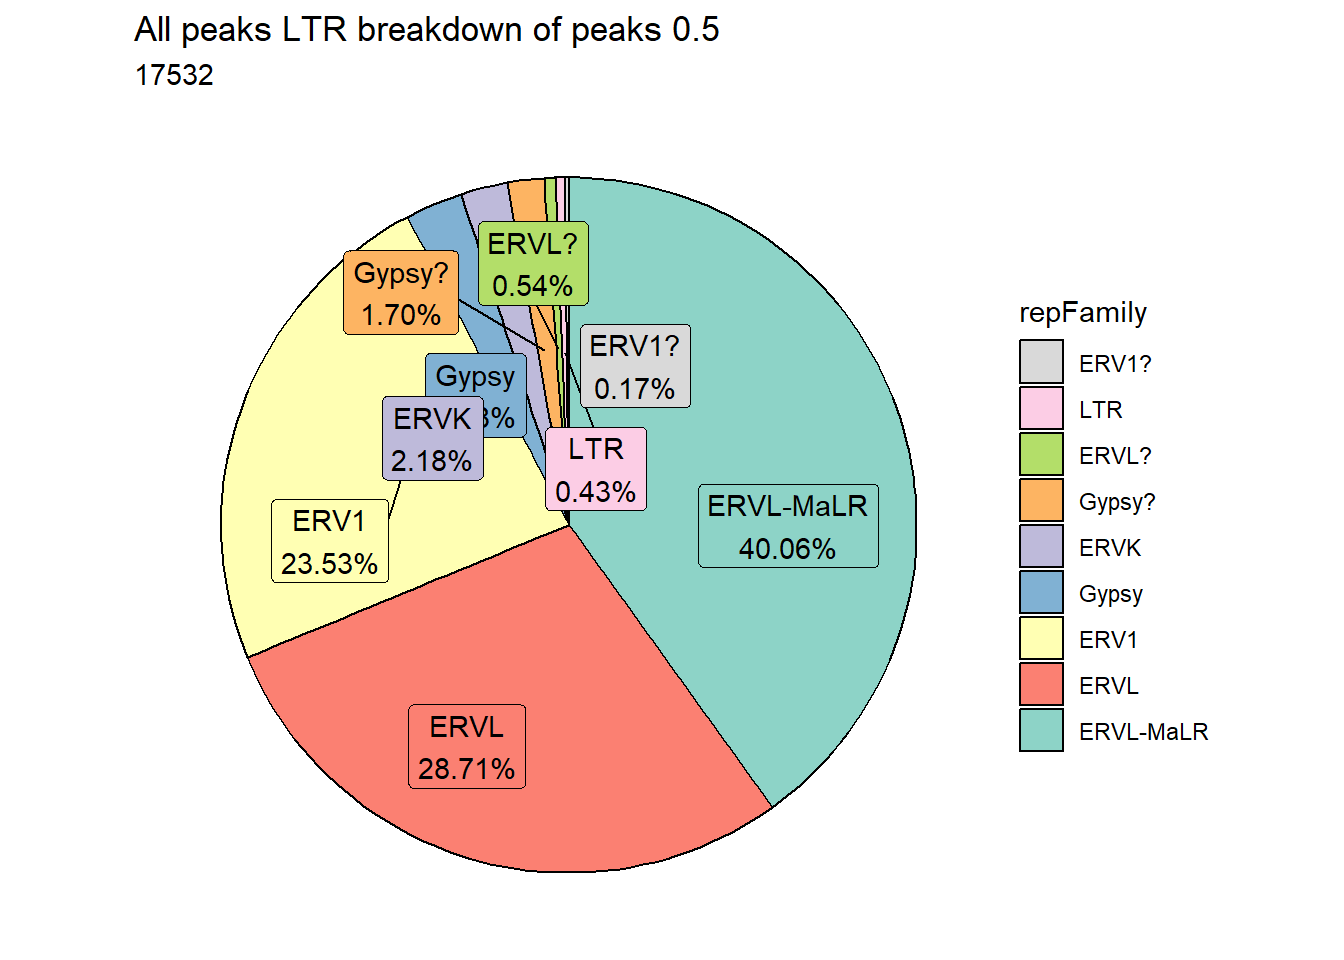 All peaks LTR breakdown of peaks 0.5
17532
ERVL?
0.54%
Gypsy?
1.70%
ERV1?
0.17%
Gypsy
ERVK
2.18%
LTR
0.43%
ERV1
23.53%
ERVL-MaLR
40.06%
ERVL
28.71%
repFamily
ERV1?
LTR
ERVL?
Gypsy?
ERVK
Gypsy
ERV1
ERVL
ERVL-MaLR